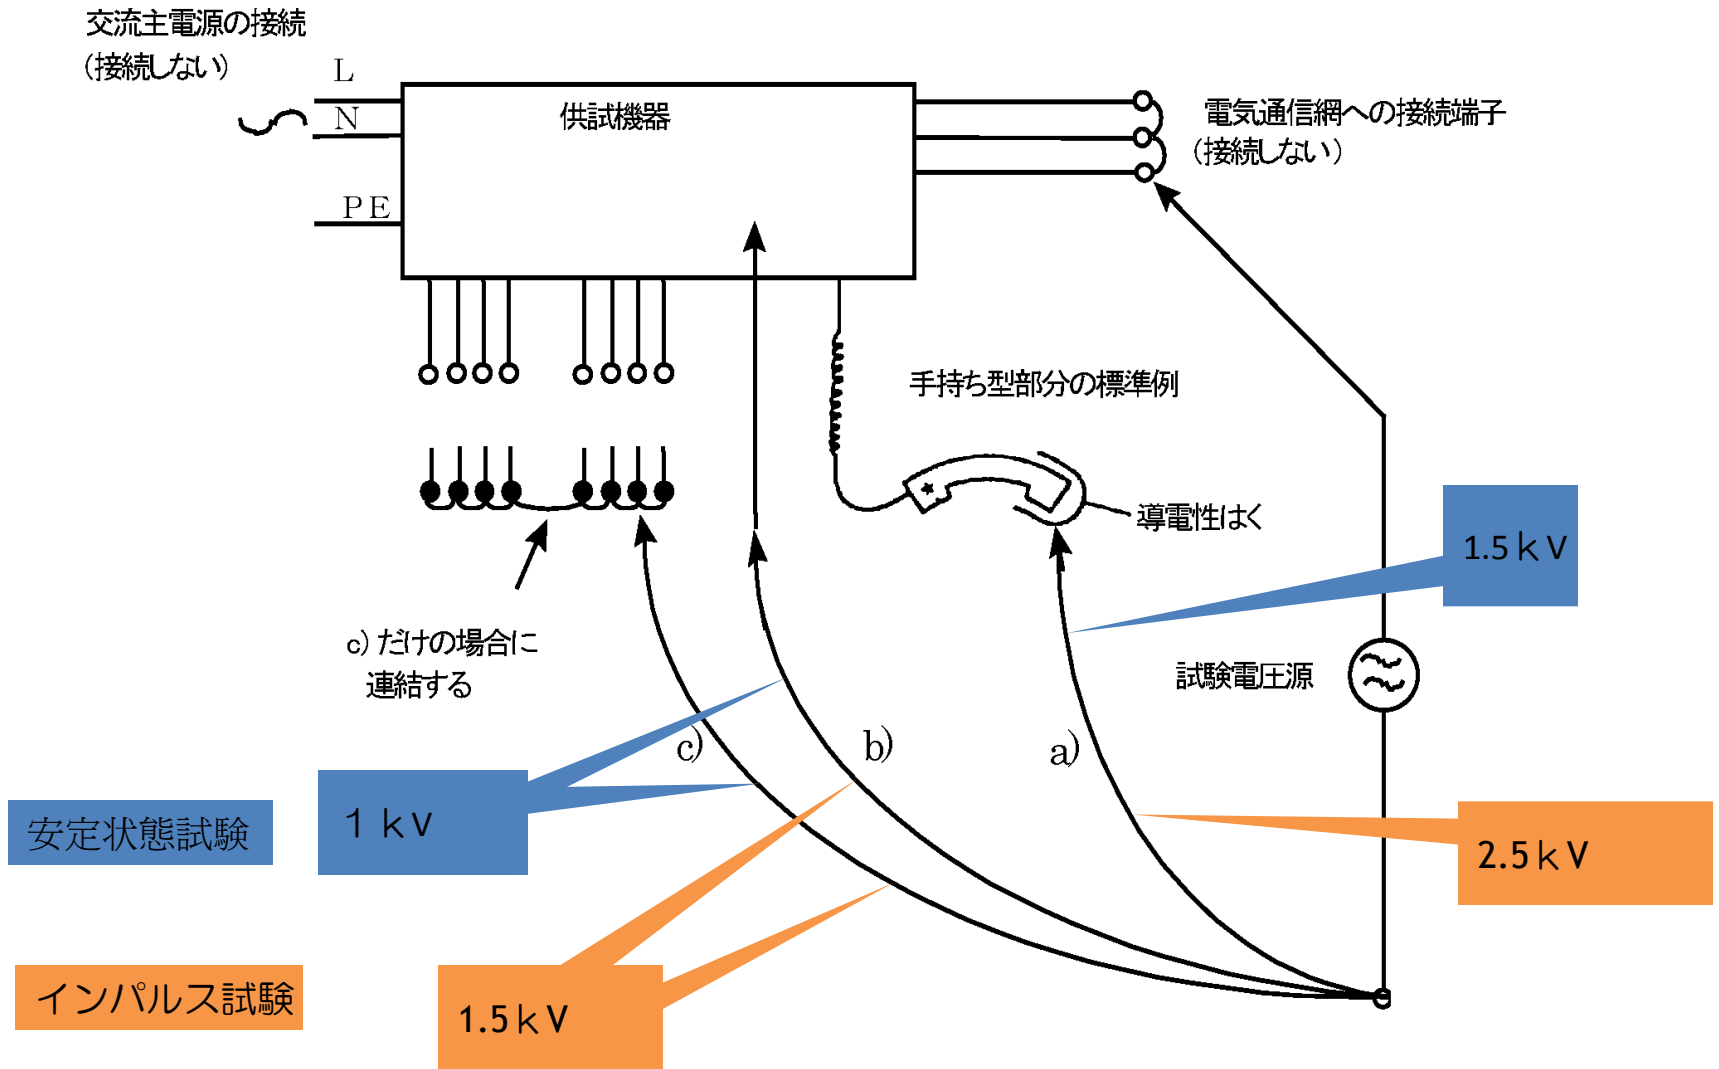 交流主電源の接続
(接続しない)
L
N
PE
供試機器
電気通信網への接続端子
(接続しない)
手持ち型部分の標準例
導電性はく
1.5ｋV
c) だけの場合に
連結する
試験電圧源
c)
b)
a)
安定状態試験
１ｋV
2.5ｋV
インパルス試験
1.5ｋV